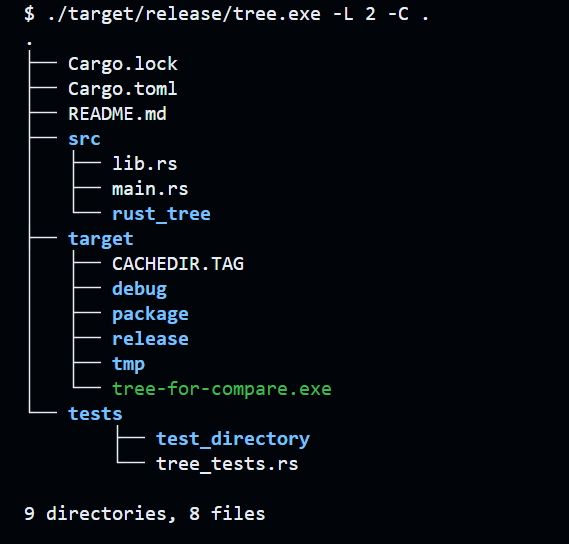 $ ./target/release/tree.exe -L 2 -C .
.
├── Cargo.lock
├── Cargo.toml
├── README.md
├── src
│   ├── lib.rs
│   ├── main.rs
│   └── rust_tree
├── target
│   ├── CACHEDIR.TAG
│   ├── debug
│   ├── package
│   ├── release
│   ├── tmp
│   └── tree-for-compare.exe
└── tests
        ├── test_directory
        └── tree_tests.rs

9 directories, 8 files